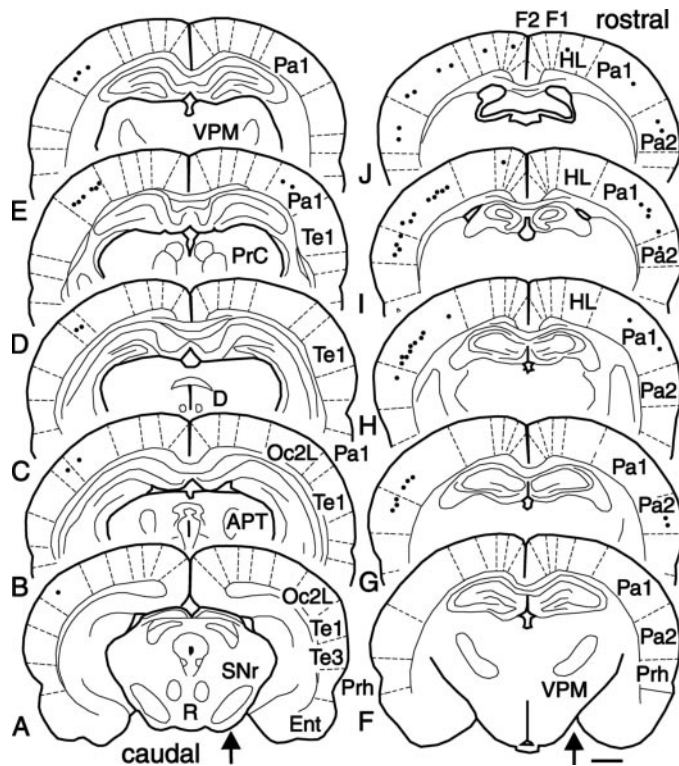 F2 F1 rostral
HL
Pa1
Pa1
VPM
Pa2
E
J
HL
Pa1
Pa1
Te1
PrC
Pa2
D
I
HL
Pa1
Te1
D
Pa2
C
H
Oc2L Pa1
Pa1
Te1
APT
Pa2
B
G
Oc2L
Pa1
Te1
Pa2
Te3
SNr
Prh
Prh
VPM
R
Ent
A
F
caudal